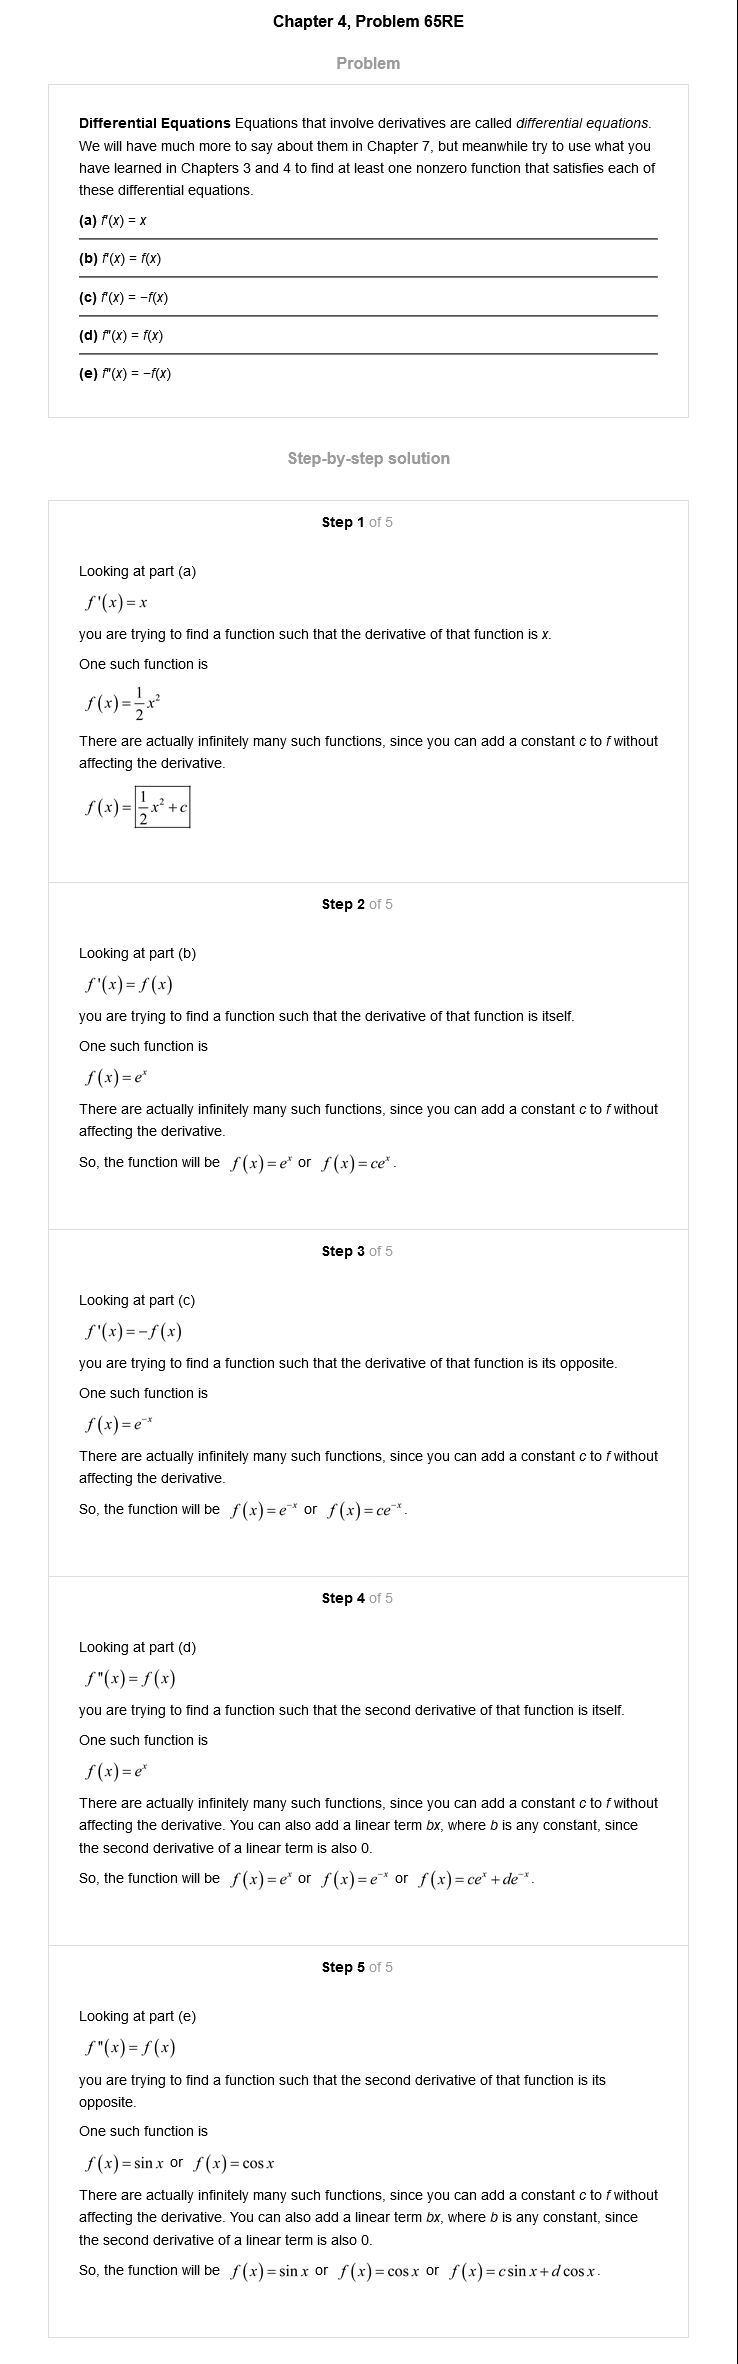 Chapter 4, Problem 65RE
Problem
Differential Equations Equations that involve derivatives are called differential equations.
We will have much more to say about them in Chapter 7, but meanwhile try to use what you
have learned in Chapters 3 and 4 to find at least one nonzero function that satisfies each of
these differential equations.
(a) f'(x) = x
(b) f'(x) = f(x)
(c) f'(x) = −f(x)
(d) f"(x) = f(x)
(e) f"(x) = −f(x)
Step-by-step solution
Step 1 of 5
Looking at part (a)
f'(x) = x
you are trying to find a function such that the derivative of that function is x.
One such function is
f(x) = 1/2 x²
There are actually infinitely many such functions, since you can add a constant c to f without
affecting the derivative.
f(x) = 1/2 x² + c
Step 2 of 5
Looking at part (b)
f'(x) = f(x)
you are trying to find a function such that the derivative of that function is itself.
One such function is
f(x) = eˣ
There are actually infinitely many such functions, since you can add a constant c to f without
affecting the derivative.
So, the function will be f(x) = eˣ or f(x) = ceˣ.
Step 3 of 5
Looking at part (c)
f'(x) = −f(x)
you are trying to find a function such that the derivative of that function is its opposite.
One such function is
f(x) = e⁻ˣ
There are actually infinitely many such functions, since you can add a constant c to f without
affecting the derivative.
So, the function will be f(x) = e⁻ˣ or f(x) = ce⁻ˣ.
Step 4 of 5
Looking at part (d)
f"(x) = f(x)
you are trying to find a function such that the second derivative of that function is itself.
One such function is
f(x) = eˣ
There are actually infinitely many such functions, since you can add a constant c to f without
affecting the derivative. You can also add a linear term bx, where b is any constant, since
the second derivative of a linear term is also 0.
So, the function will be f(x) = eˣ or f(x) = e⁻ˣ or f(x) = ceˣ + de⁻ˣ.
Step 5 of 5
Looking at part (e)
f"(x) = f(x)
you are trying to find a function such that the second derivative of that function is its
opposite.
One such function is
f(x) = sin x or f(x) = cos x
There are actually infinitely many such functions, since you can add a constant c to f without
affecting the derivative. You can also add a linear term bx, where b is any constant, since
the second derivative of a linear term is also 0.
So, the function will be f(x) = sin x or f(x) = cos x or f(x) = c sin x + d cos x.